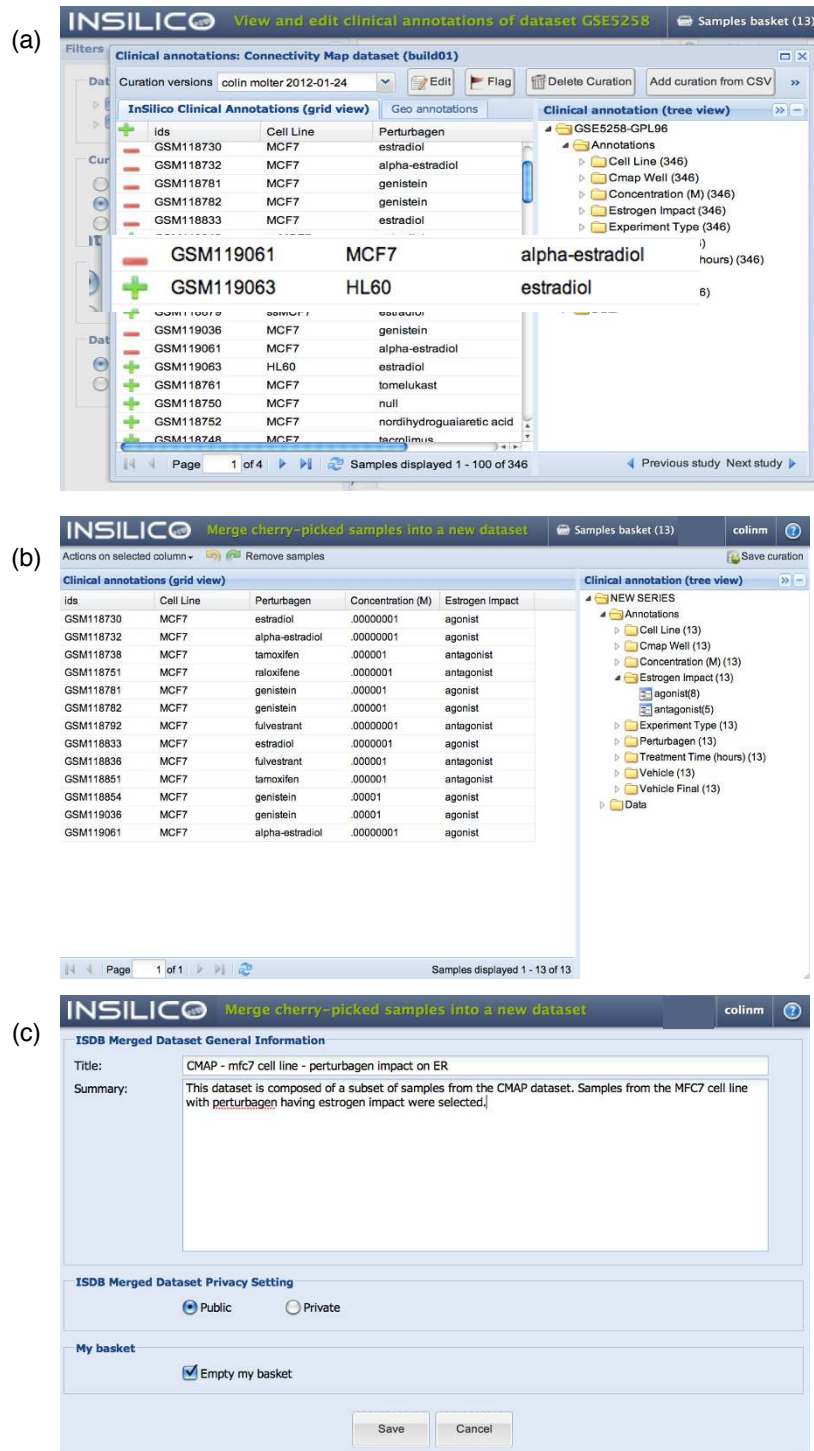 (a)
INSILICO View and edit clinical annotations of dataset GSE5258 Samples basket (13)
Filters
Clinical annotations: Connectivity Map dataset (build01)
Dat Curation versions colin molter 2012-01-24 Edit Flag Delete Curation Add curation from CSV »
InSilico Clinical Annotations (grid view) Geo annotations Clinical annotation (tree view)
ids Cell Line Perturbagen GSE5258-GPL96
GSM118730 MCF7 estradiol Annotations
GSM118732 MCF7 alpha-estradiol Cell Line (346)
Cur GSM118781 MCF7 genistein Cmap Well (346)
GSM118782 MCF7 genistein Concentration (M) (346)
GSM118833 MCF7 estradiol Estrogen Impact (346)
Experiment Type (346)
GSM119061 MCF7 alpha-estradiol hours) (346)
GSM119063 HL60 estradiol 6)
GSM118879 ssMCF7 estradiol
GSM119036 MCF7 genistein
Dat GSM119061 MCF7 alpha-estradiol
GSM119063 HL60 estradiol
GSM118761 MCF7 tomelukast
GSM118750 MCF7 null
GSM118752 MCF7 nordihydroguaiaretic acid
GSM118748 MCF7 tacrolimus
Page 1 of 4 Samples displayed 1 - 100 of 346 Previous study Next study
(b)
INSILICO Merge cherry-picked samples into a new dataset Samples basket (13) colinm ?
Actions on selected column Remove samples Save curation
Clinical annotations (grid view) Clinical annotation (tree view)
ids Cell Line Perturbagen Concentration (M) Estrogen Impact NEW SERIES
GSM118730 MCF7 estradiol .00000001 agonist Annotations
GSM118732 MCF7 alpha-estradiol .00000001 agonist Cell Line (13)
GSM118738 MCF7 tamoxifen .000001 antagonist Cmap Well (13)
GSM118751 MCF7 raloxifene .0000001 antagonist Concentration (M) (13)
GSM118781 MCF7 genistein .000001 agonist Estrogen Impact (13)
GSM118782 MCF7 genistein .000001 agonist agonist(8)
GSM118792 MCF7 fulvestrant .00000001 antagonist antagonist(5)
GSM118833 MCF7 estradiol .0000001 agonist Experiment Type (13)
GSM118836 MCF7 fulvestrant .000001 antagonist Perturbagen (13)
GSM118851 MCF7 tamoxifen .000001 antagonist Treatment Time (hours) (13)
GSM118854 MCF7 genistein .00001 agonist Vehicle (13)
GSM119036 MCF7 genistein .00001 agonist Vehicle Final (13)
GSM119061 MCF7 alpha-estradiol .00000001 agonist Data
Page 1 of 1 Samples displayed 1 - 13 of 13
(c)
INSILICO Merge cherry-picked samples into a new dataset colinm ?
ISDB Merged Dataset General Information
Title: CMAP - mfc7 cell line - perturbagen impact on ER
Summary: This dataset is composed of a subset of samples from the CMAP dataset. Samples from the MFC7 cell line
with perturbagen having estrogen impact were selected.
ISDB Merged Dataset Privacy Setting
Public Private
My basket
Empty my basket
Save Cancel